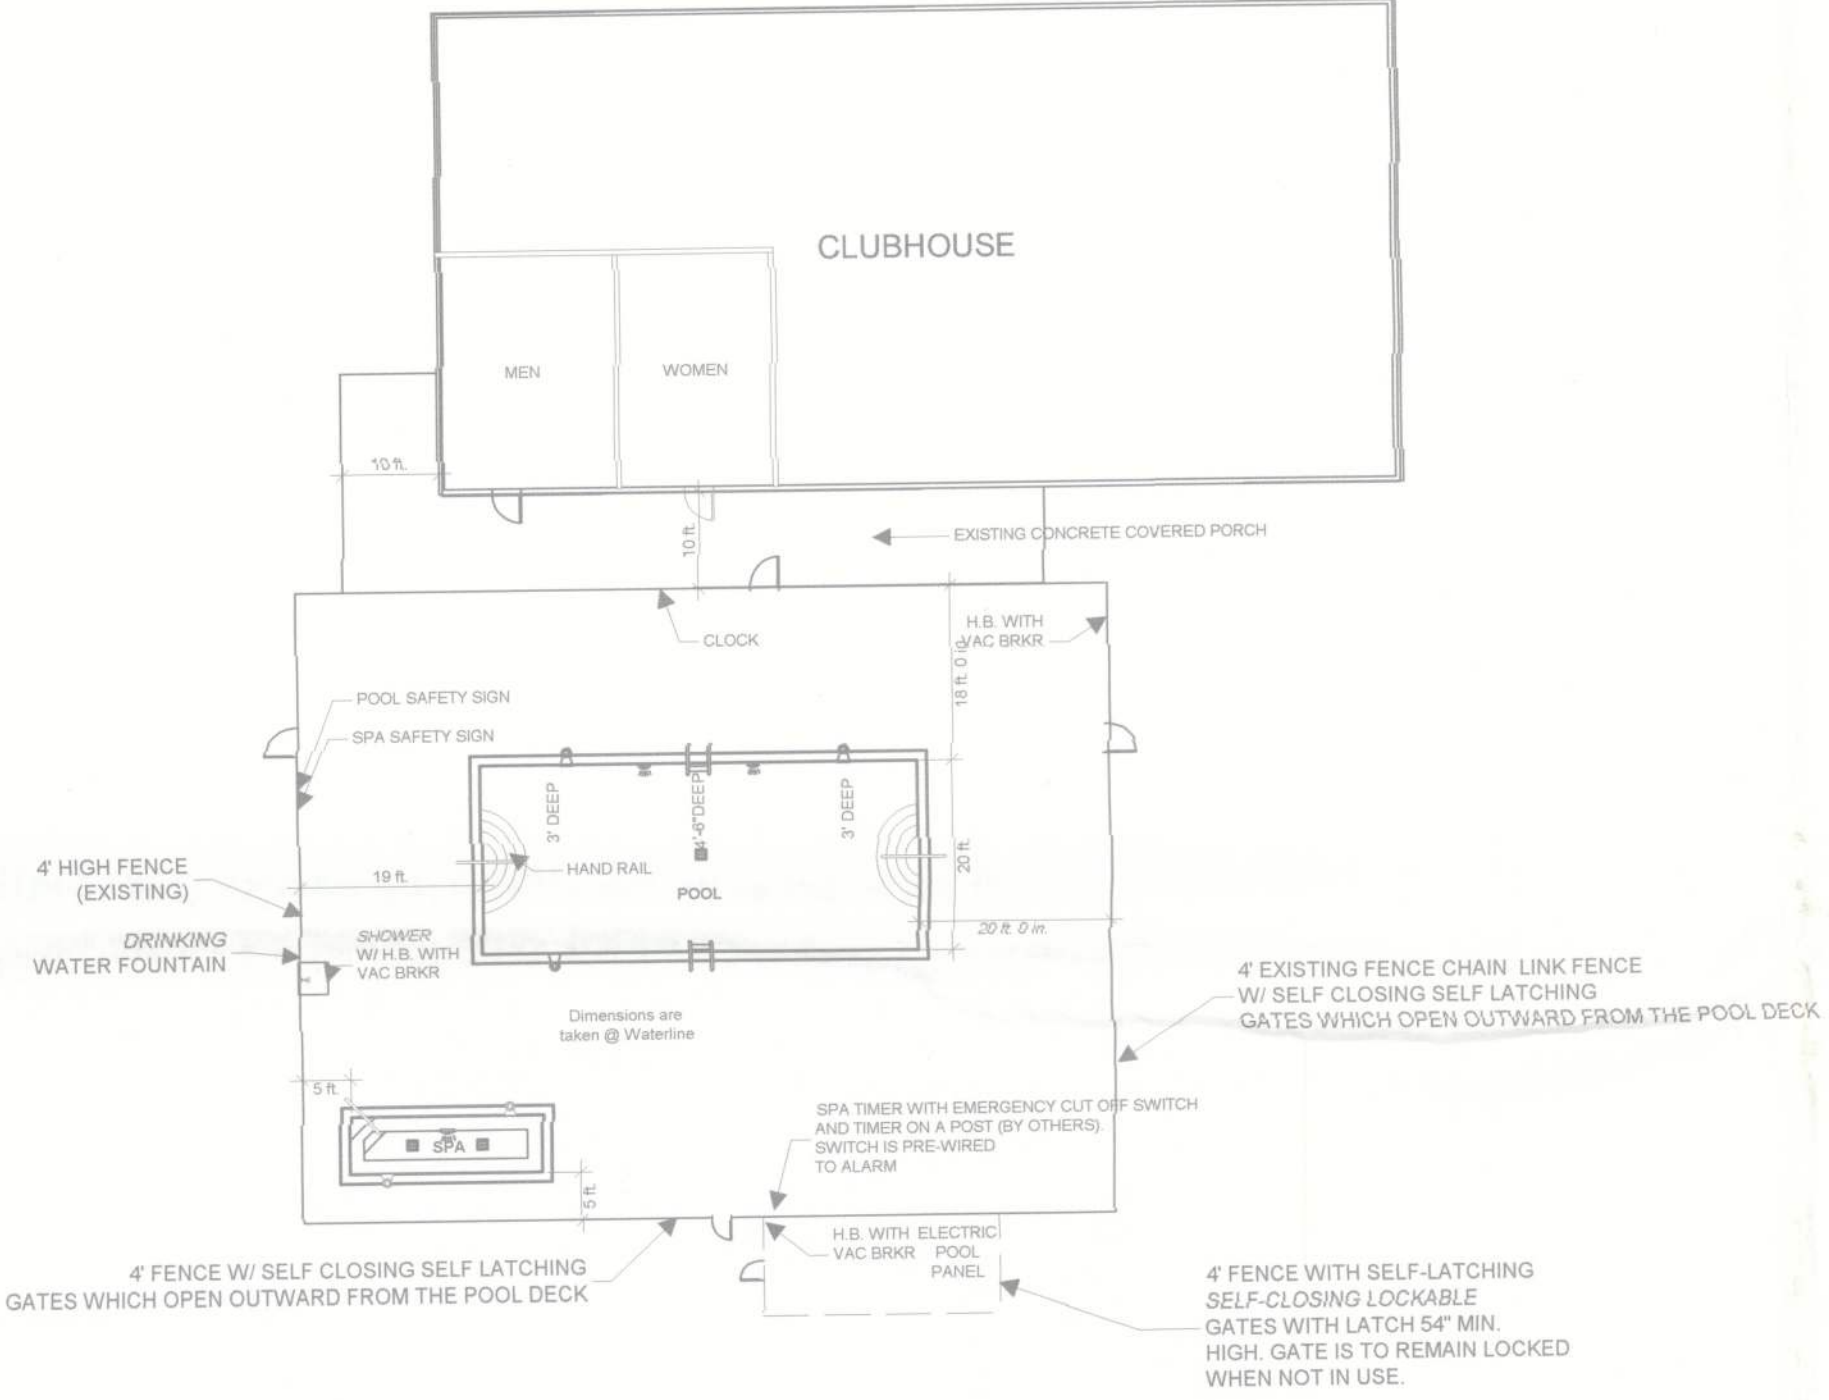 CLUBHOUSE
MEN
WOMEN
10 ft.
10 ft.
EXISTING CONCRETE COVERED PORCH
CLOCK
H.B. WITH
VAC BRKR
18 ft. 0 in.
POOL SAFETY SIGN
SPA SAFETY SIGN
3' DEEP
4'-6" DEEP
3' DEEP
HAND RAIL
POOL
20 ft.
19 ft.
20 ft. 0 in.
4' HIGH FENCE
(EXISTING)
DRINKING
WATER FOUNTAIN
SHOWER
W/ H.B. WITH
VAC BRKR
Dimensions are
taken @ Waterline
4' EXISTING FENCE CHAIN LINK FENCE
W/ SELF CLOSING SELF LATCHING
GATES WHICH OPEN OUTWARD FROM THE POOL DECK
5 ft.
SPA
5 ft.
SPA TIMER WITH EMERGENCY CUT OFF SWITCH
AND TIMER ON A POST (BY OTHERS).
SWITCH IS PRE-WIRED
TO ALARM
H.B. WITH
VAC BRKR
ELECTRIC
POOL
PANEL
4' FENCE W/ SELF CLOSING SELF LATCHING
GATES WHICH OPEN OUTWARD FROM THE POOL DECK
4' FENCE WITH SELF-LATCHING
SELF-CLOSING LOCKABLE
GATES WITH LATCH 54" MIN.
HIGH. GATE IS TO REMAIN LOCKED
WHEN NOT IN USE.